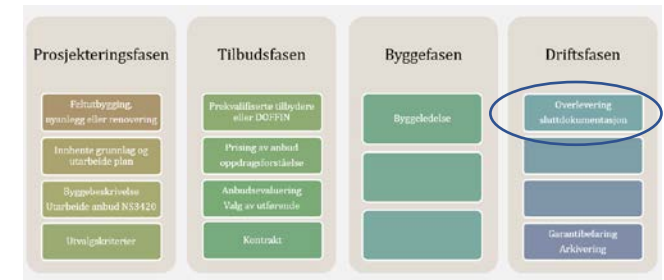 Prosjekteringsfasen
Feltutbygging,
nyanlegg eller renovering
Innhente grunnlag og
utarbeide plan
Byggebeskrivelse
Utarbeide anbud NS3420
Utvalgskriterier
Tilbudsfasen
Prekvalifiserte tilbydere
eller DOFFIN
Prising av anbud
oppdragsforståelse
Anbudsevaluering
Valg av utførende
Kontrakt
Byggefasen
Byggeledelse
Driftsfasen
Overlevering
sluttdokumentasjon
Garantibefaring
Arkivering